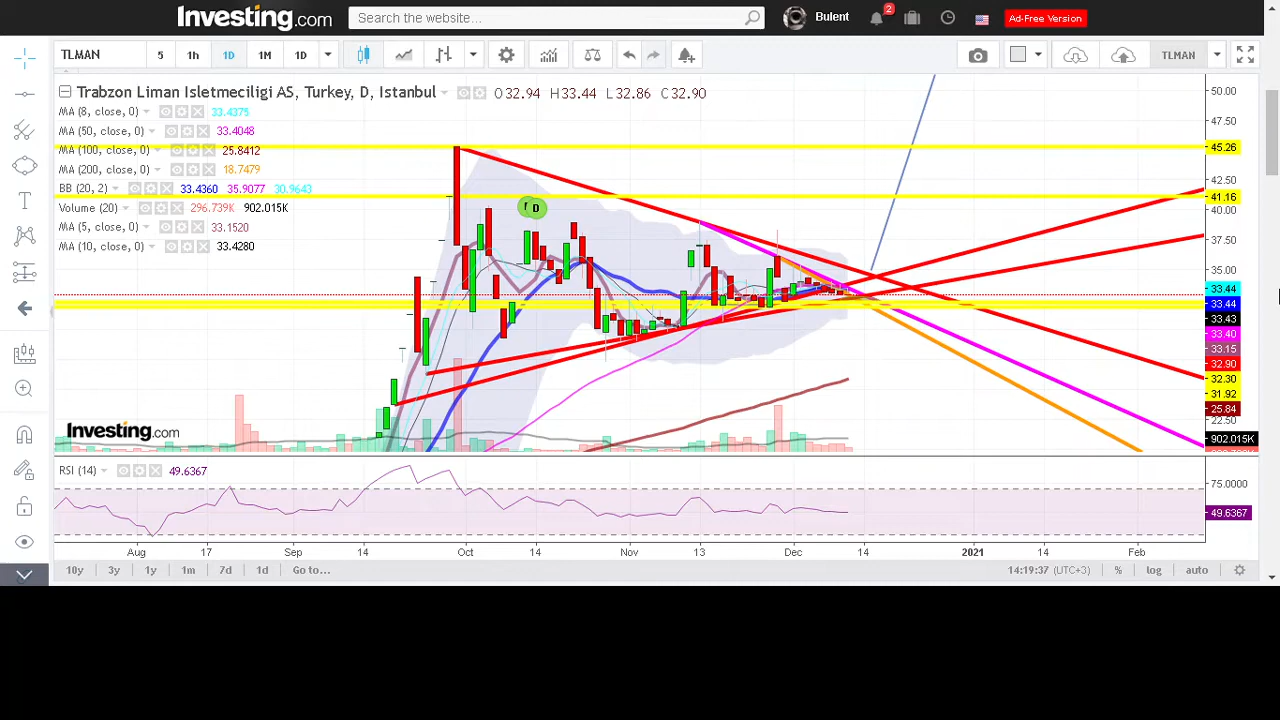 Investing.com
Search the website...
Bulent
2
Ad-Free Version
TLMAN
5 1h 1D 1M 1D
TLMAN
Trabzon Liman Isletmeciligi AS, Turkey, D, Istanbul O32.94 H33.44 L32.86 C32.90
MA (8, close, 0) 33.4375
MA (50, close, 0) 33.4048
MA (100, close, 0) 25.8412
MA (200, close, 0) 18.7479
BB (20, 2) 33.4360 35.9077 30.9643
Volume (20) 296.739K 902.015K
MA (5, close, 0) 33.1520
MA (10, close, 0) 33.4280
D
50.00
47.50
45.26
42.50
41.16
40.00
37.50
35.00
33.44
33.44
33.43
33.40
33.15
32.90
32.30
31.92
25.84
22.50
902.015K
Investing.com
RSI (14) 49.6367
75.0000
49.6367
Aug 17 Sep 14 Oct 14 Nov 13 Dec 14 2021 14 Feb
10y 3y 1y 1m 7d 1d Go to... 14:19:37 (UTC+3) % log auto